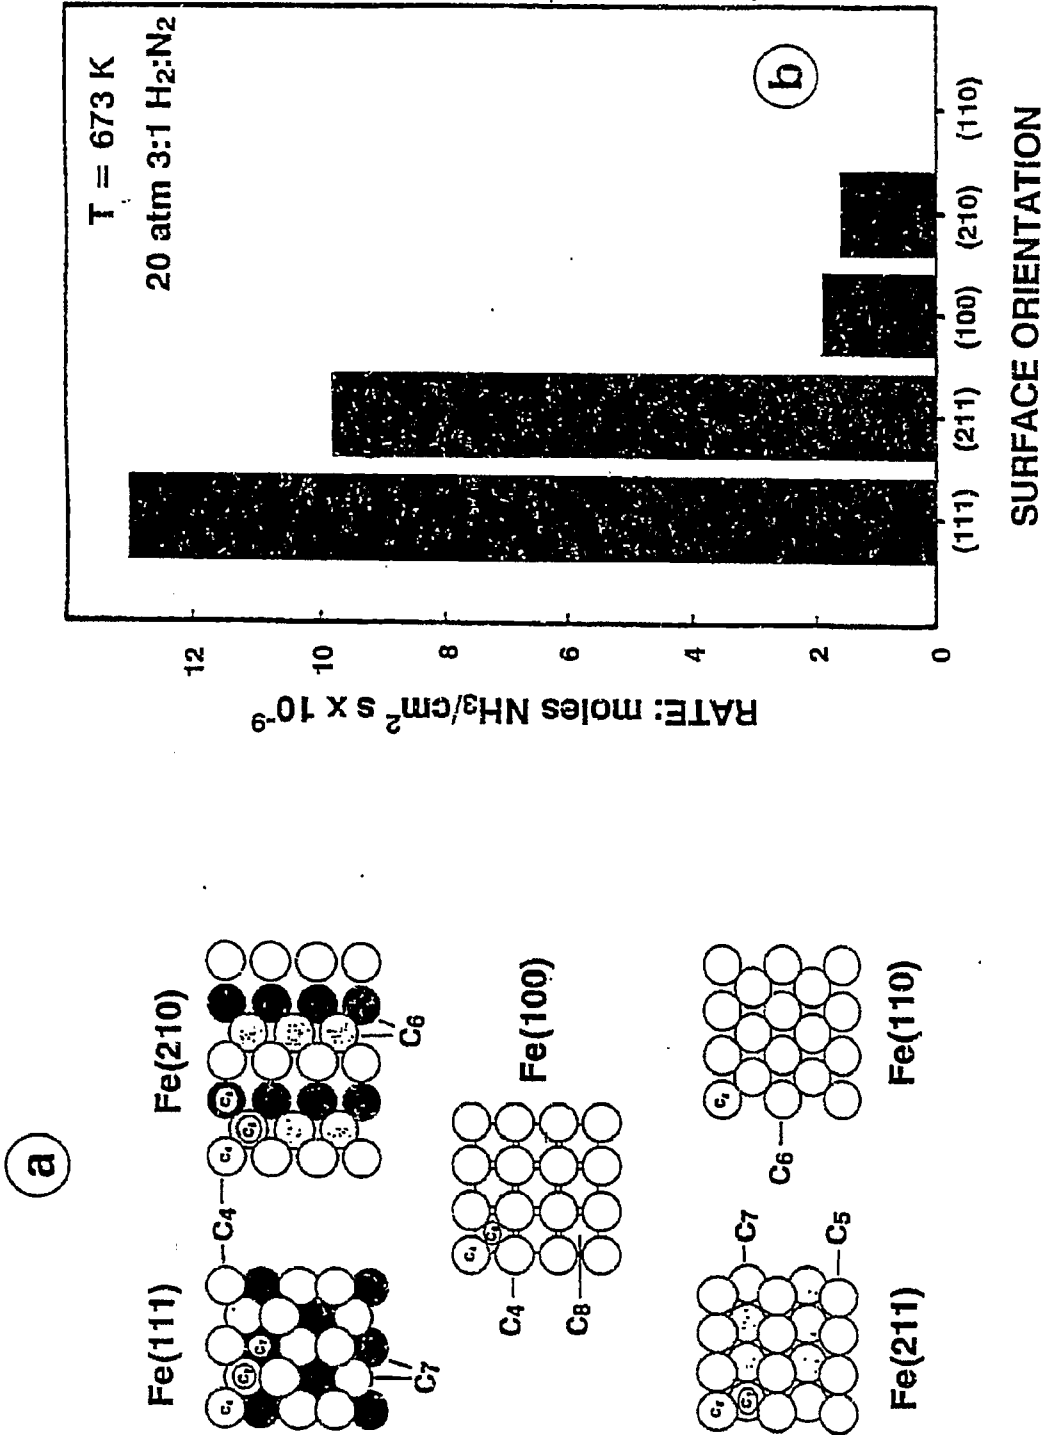 a
Fe(111)
Fe(210)
C4
C7
C6
Fe(100)
C4
C8
Fe(211)
Fe(110)
C7
C5
C6
RATE: moles NH₃/cm² s x 10⁻⁹
12
10
8
6
4
2
0
T = 673 K
20 atm 3:1 H₂:N₂
b
(111)
(211)
(100)
(210)
(110)
SURFACE ORIENTATION